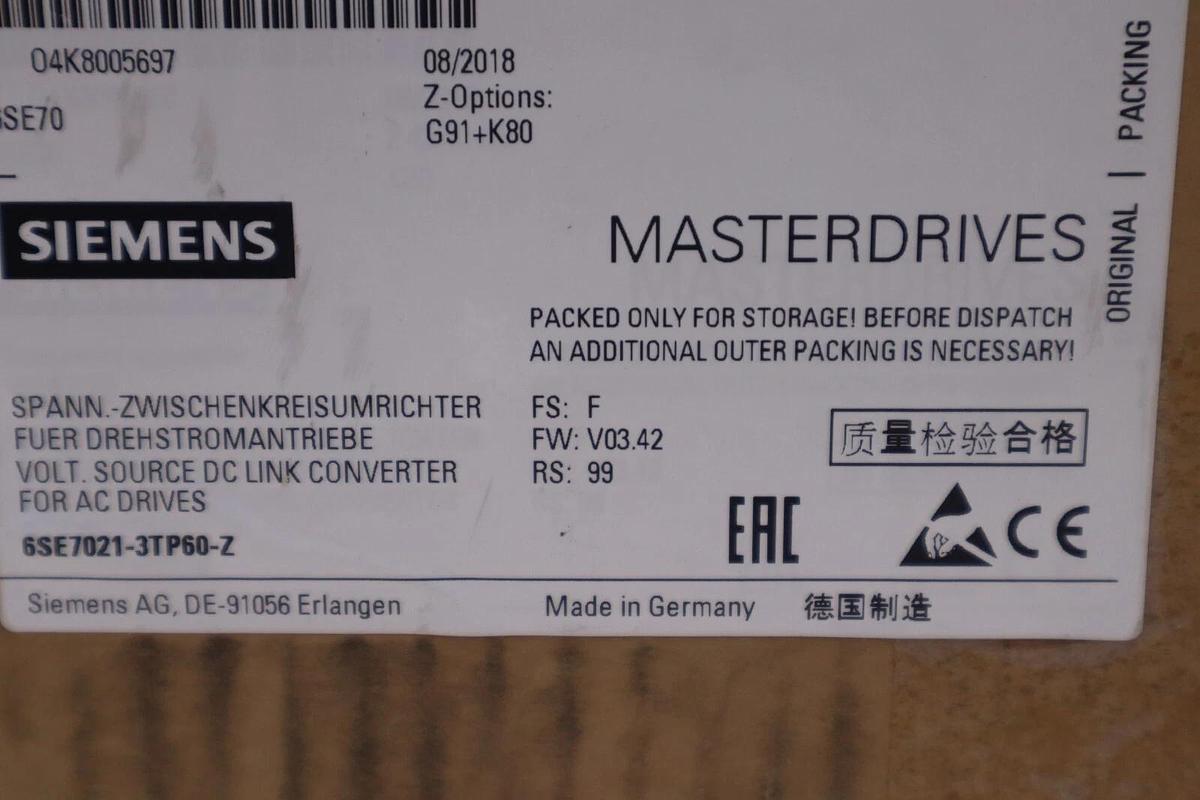 04K8005697
08/2018
Z-Options:
G91+K80
6SE70
SIEMENS
MASTERDRIVES
ORIGINAL | PACKING
PACKED ONLY FOR STORAGE! BEFORE DISPATCH
AN ADDITIONAL OUTER PACKING IS NECESSARY!
SPANN.-ZWISCHENKREISUMRICHTER
FUER DREHSTROMANTRIEBE
VOLT. SOURCE DC LINK CONVERTER
FOR AC DRIVES
6SE7021-3TP60-Z
FS: F
FW: V03.42
RS: 99
质量检验合格
EAC
CE
Siemens AG, DE-91056 Erlangen
Made in Germany 德国制造